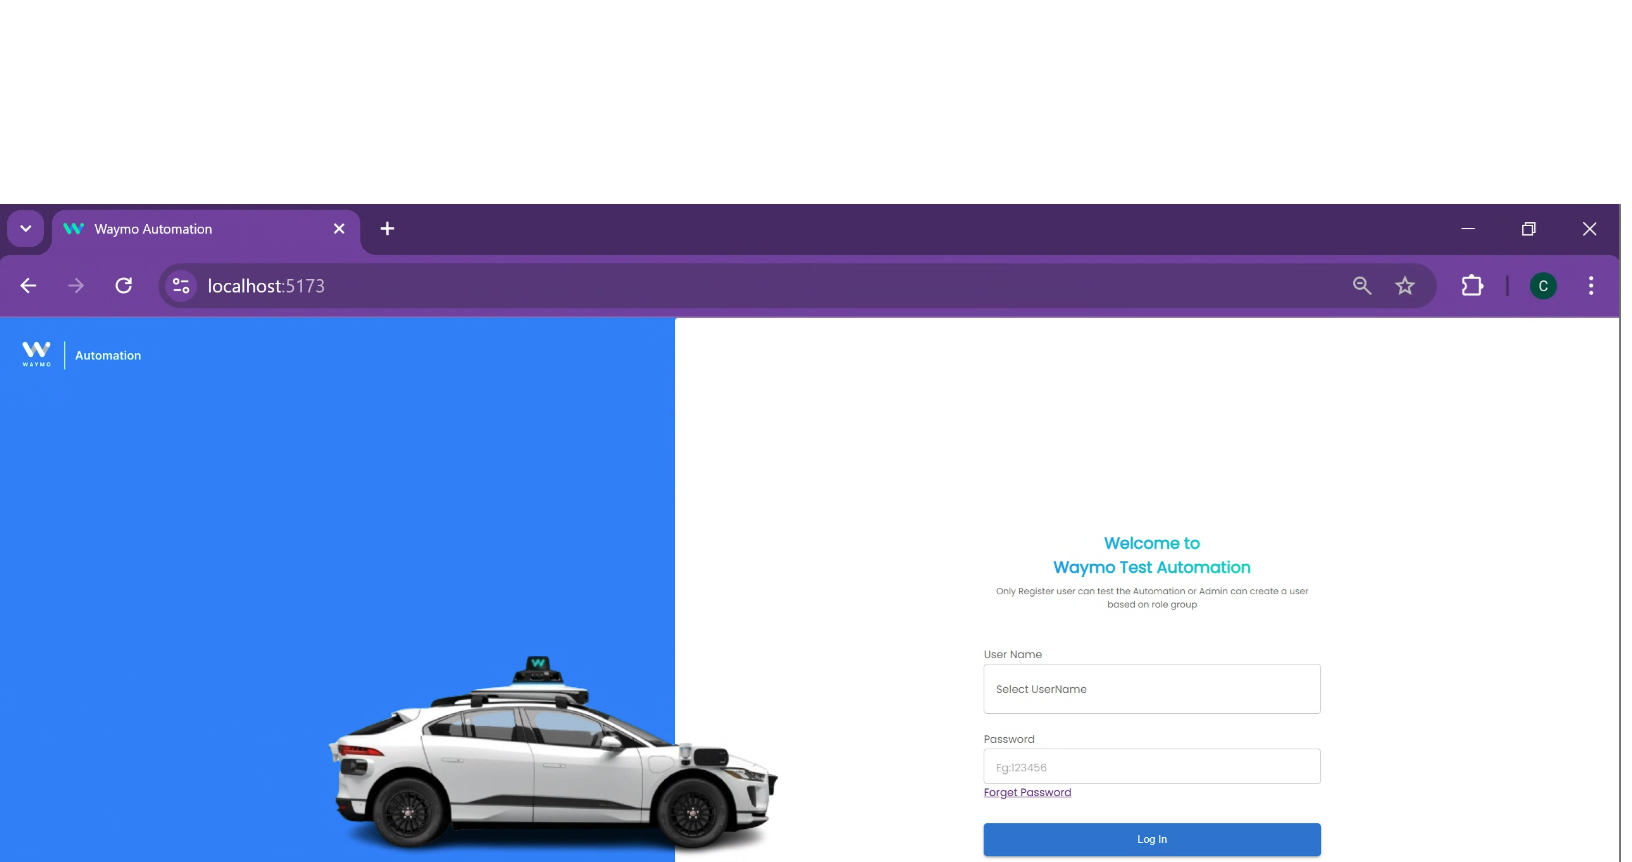 Waymo Automation
localhost:5173
C
WAYMO
Automation
Welcome to
Waymo Test Automation
Only Register user can test the Automation or Admin can create a user
based on role group
User Name
Select UserName
Password
Eg:123456
Forget Password
Log In